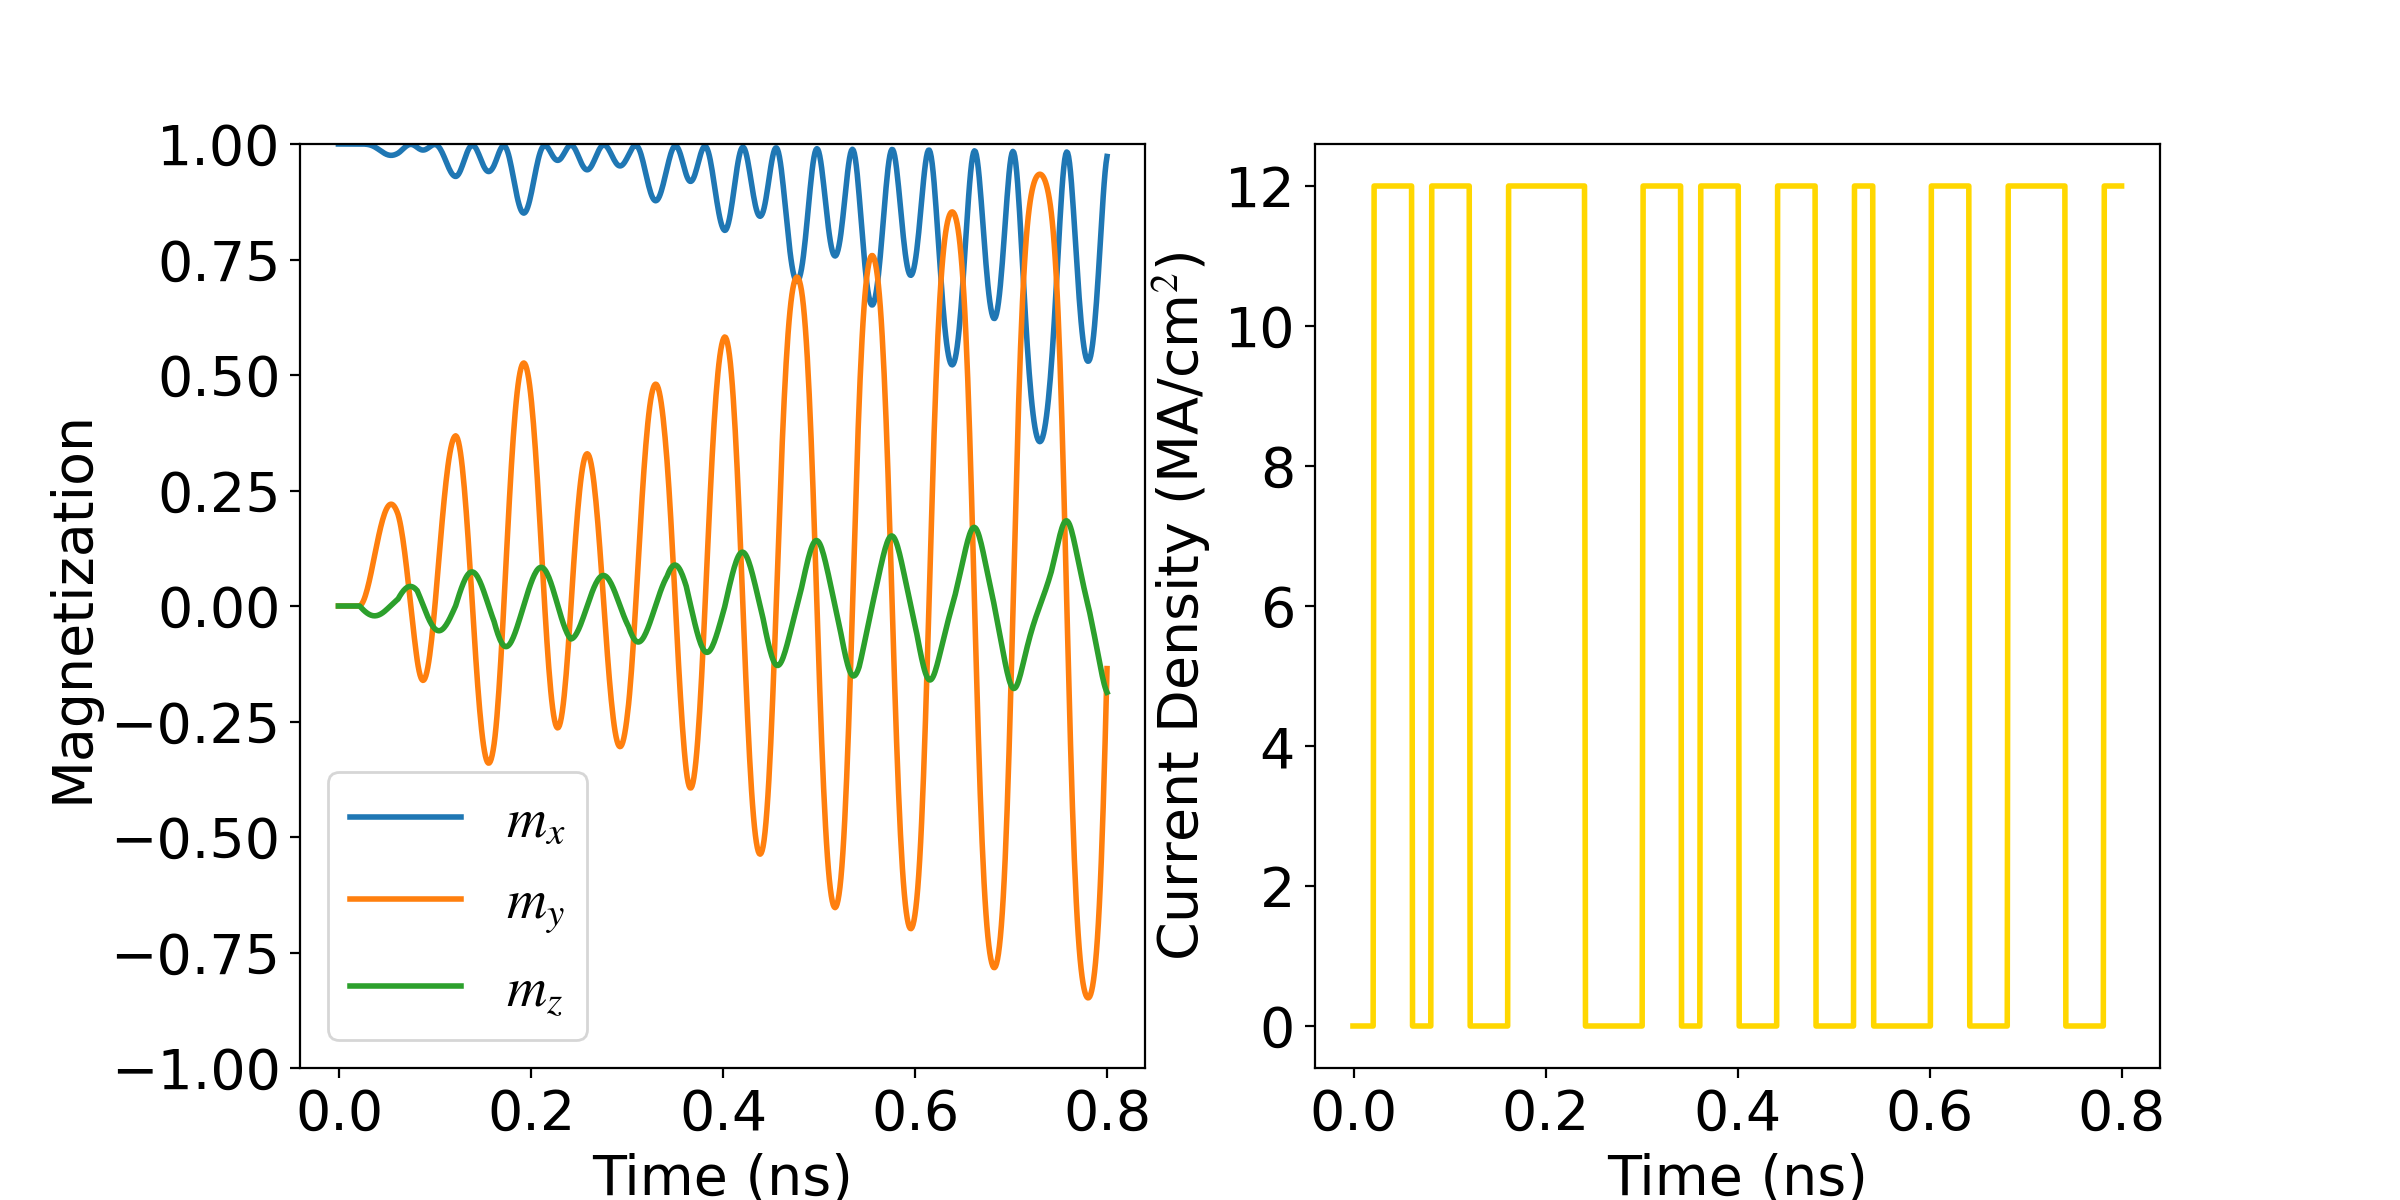 1.00
0.75
0.50
0.25
0.00
−0.25
−0.50
−0.75
−1.00
Magnetization
0.0 0.2 0.4 0.6 0.8
Time (ns)
m_x
m_y
m_z
12
10
8
6
4
2
0
Current Density (MA/cm²)
0.0 0.2 0.4 0.6 0.8
Time (ns)